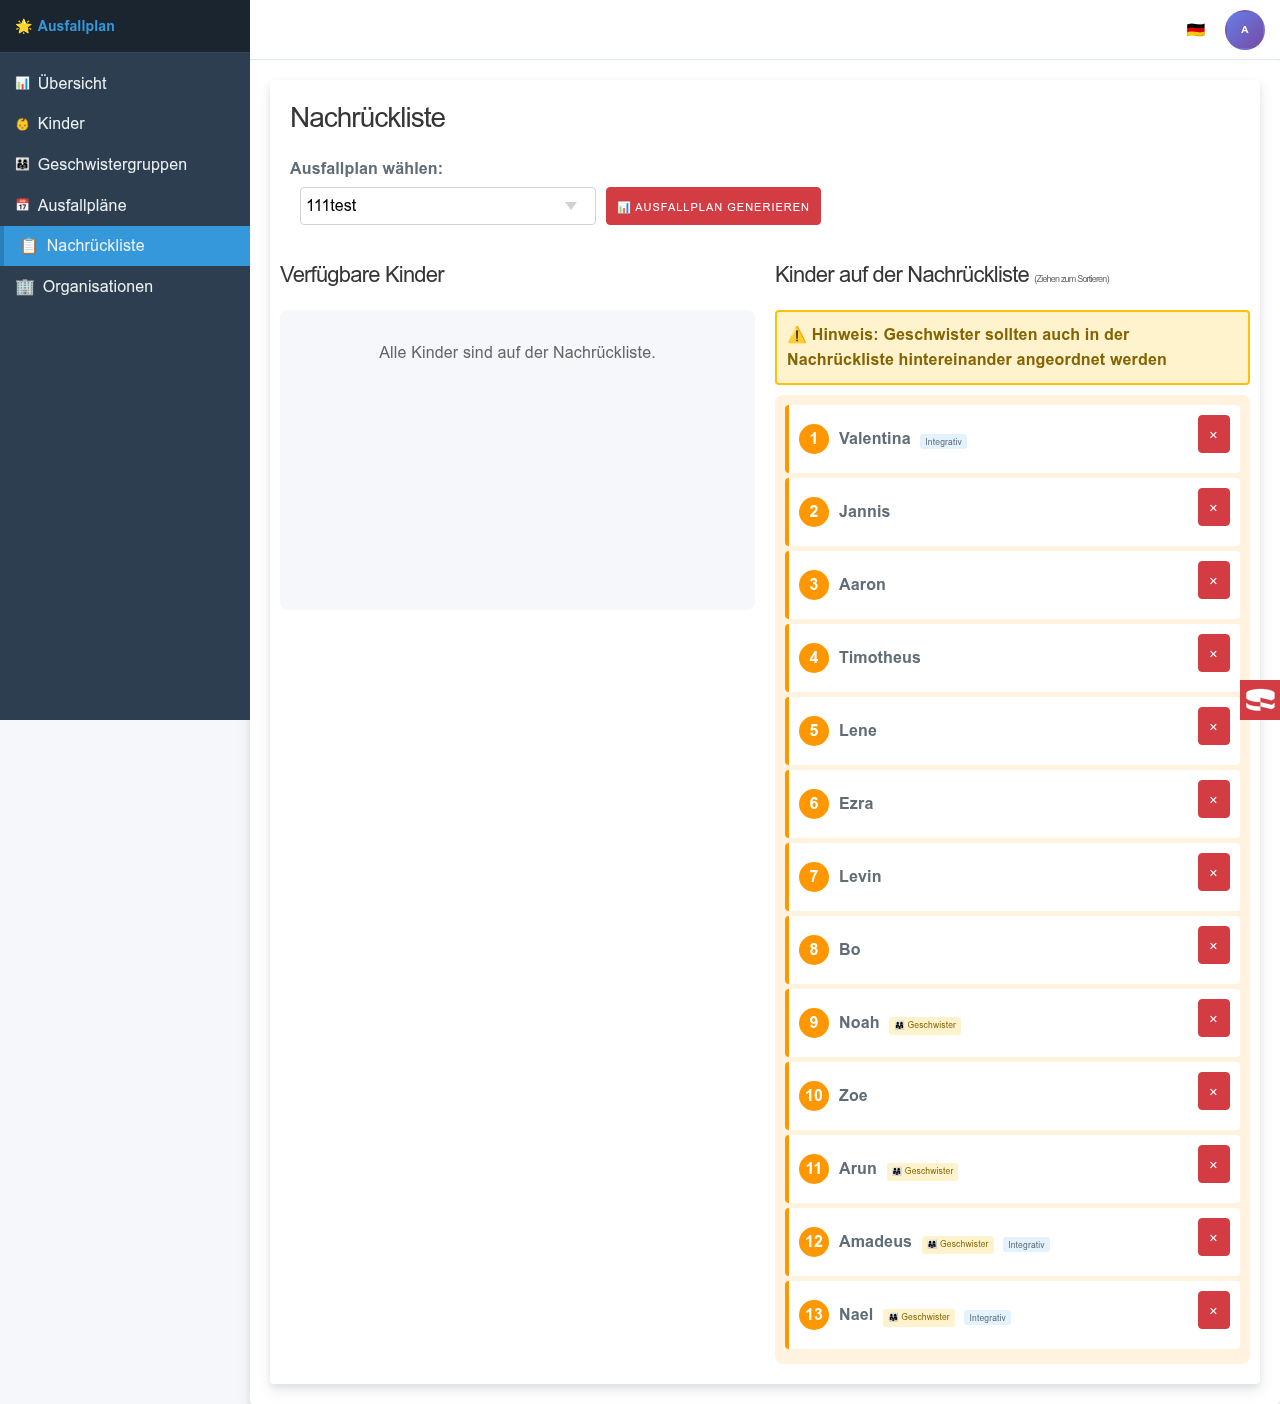 🌟 Ausfallplan
📊 Übersicht
👶 Kinder
👨‍👩‍👧 Geschwistergruppen
📅 Ausfallpläne
📋 Nachrückliste
🏢 Organisationen
🇩🇪
A
Nachrückliste
Ausfallplan wählen:
111test
📊 AUSFALLPLAN GENERIEREN
Verfügbare Kinder
Alle Kinder sind auf der Nachrückliste.
Kinder auf der Nachrückliste (Ziehen zum Sortieren)
⚠️ Hinweis: Geschwister sollten auch in der
Nachrückliste hintereinander angeordnet werden
1 Valentina Integrativ ×
2 Jannis ×
3 Aaron ×
4 Timotheus ×
5 Lene ×
6 Ezra ×
7 Levin ×
8 Bo ×
9 Noah 👨‍👩‍👧 Geschwister ×
10 Zoe ×
11 Arun 👨‍👩‍👧 Geschwister ×
12 Amadeus 👨‍👩‍👧 Geschwister Integrativ ×
13 Nael 👨‍👩‍👧 Geschwister Integrativ ×